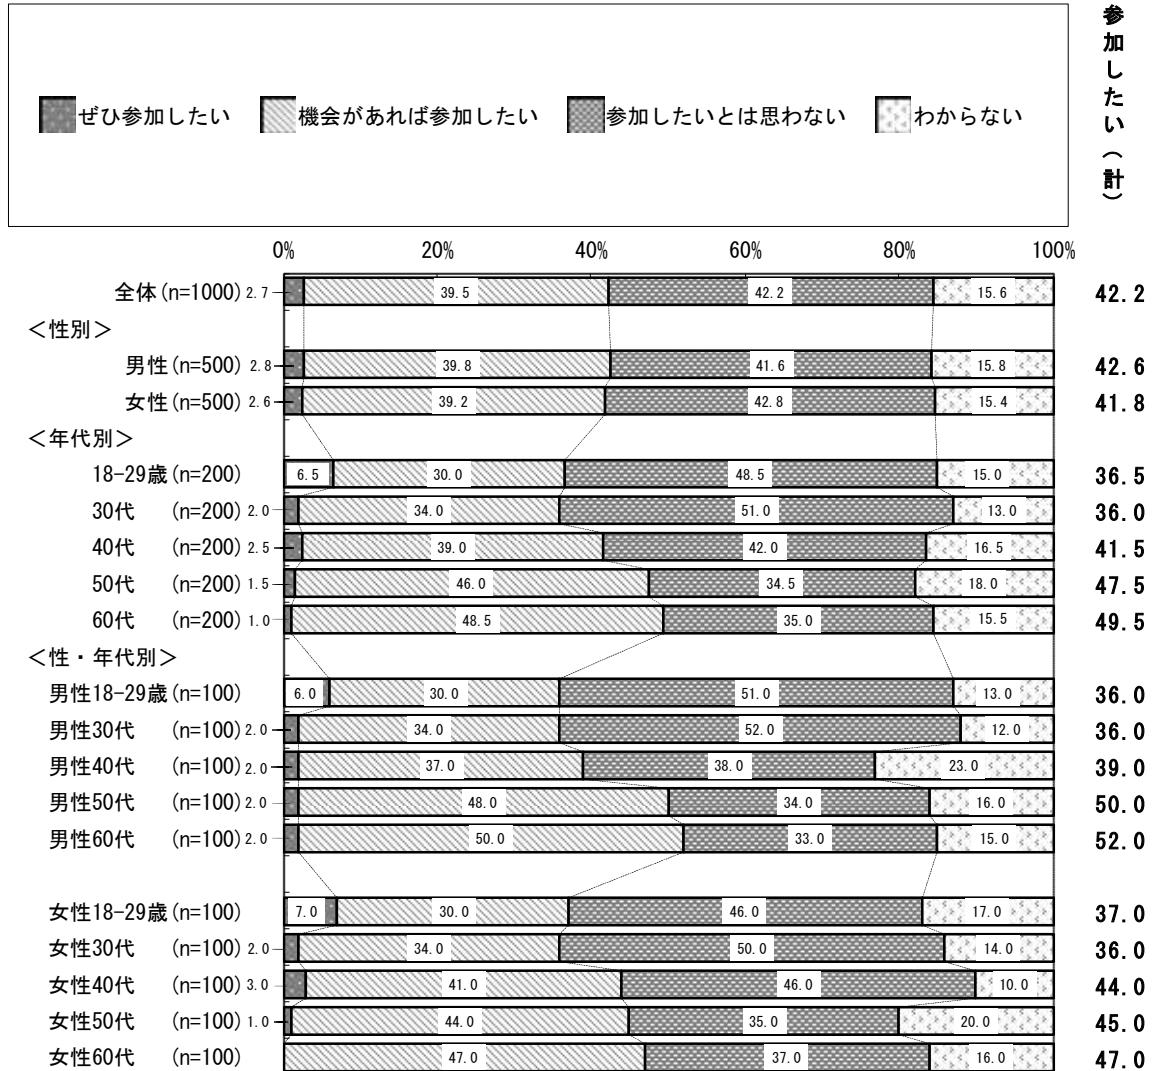 参加したい（計）
ぜひ参加したい 機会があれば参加したい 参加したいとは思わない わからない
0% 20% 40% 60% 80% 100%
全体(n=1000) 2.7 39.5 42.2 15.6 42.2
＜性別＞
男性(n=500) 2.8 39.8 41.6 15.8 42.6
女性(n=500) 2.6 39.2 42.8 15.4 41.8
＜年代別＞
18-29歳(n=200) 6.5 30.0 48.5 15.0 36.5
30代 (n=200) 2.0 34.0 51.0 13.0 36.0
40代 (n=200) 2.5 39.0 42.0 16.5 41.5
50代 (n=200) 1.5 46.0 34.5 18.0 47.5
60代 (n=200) 1.0 48.5 35.0 15.5 49.5
＜性・年代別＞
男性18-29歳(n=100) 6.0 30.0 51.0 13.0 36.0
男性30代 (n=100) 2.0 34.0 52.0 12.0 36.0
男性40代 (n=100) 2.0 37.0 38.0 23.0 39.0
男性50代 (n=100) 2.0 48.0 34.0 16.0 50.0
男性60代 (n=100) 2.0 50.0 33.0 15.0 52.0
女性18-29歳(n=100) 7.0 30.0 46.0 17.0 37.0
女性30代 (n=100) 2.0 34.0 50.0 14.0 36.0
女性40代 (n=100) 3.0 41.0 46.0 10.0 44.0
女性50代 (n=100) 1.0 44.0 35.0 20.0 45.0
女性60代 (n=100) 47.0 37.0 16.0 47.0